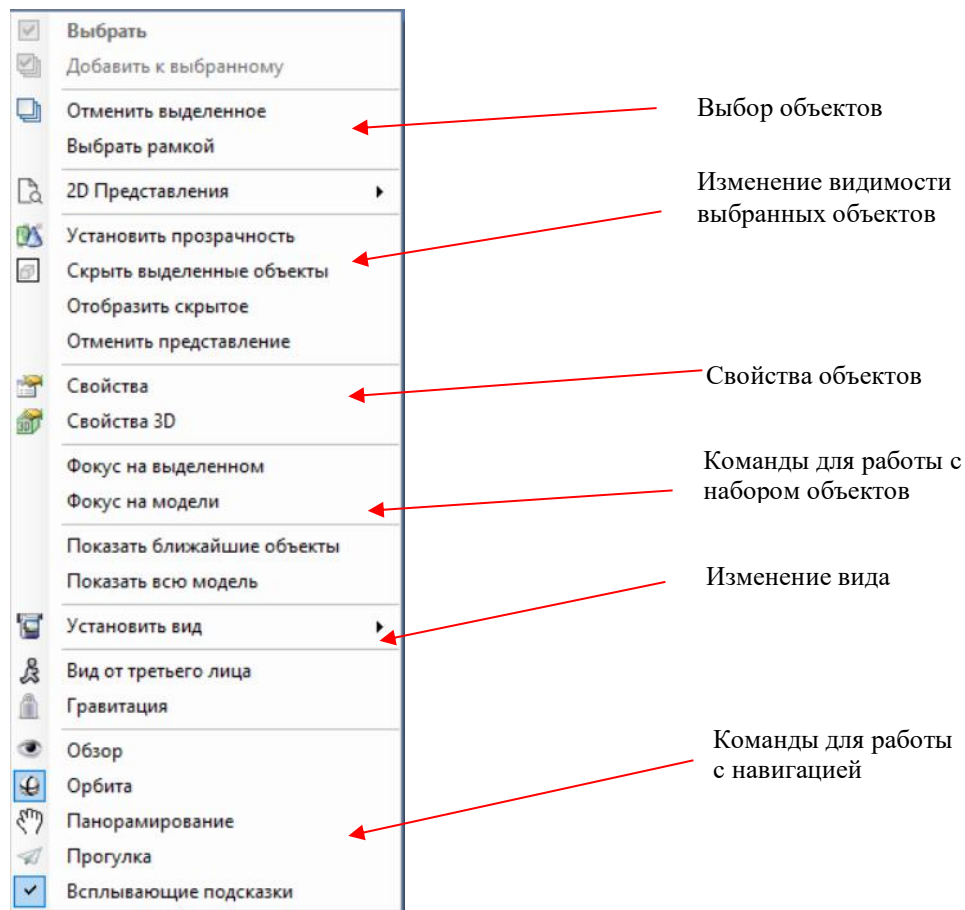 Выбрать
Добавить к выбранному
Отменить выделенное
Выбрать рамкой
2D Представления
Установить прозрачность
Скрыть выделенные объекты
Отобразить скрытое
Отменить представление
Свойства
Свойства 3D
Фокус на выделенном
Фокус на модели
Показать ближайшие объекты
Показать всю модель
Установить вид
Вид от третьего лица
Гравитация
Обзор
Орбита
Панорамирование
Прогулка
Всплывающие подсказки
Выбор объектов
Изменение видимости
выбранных объектов
Свойства объектов
Команды для работы с
набором объектов
Изменение вида
Команды для работы
с навигацией